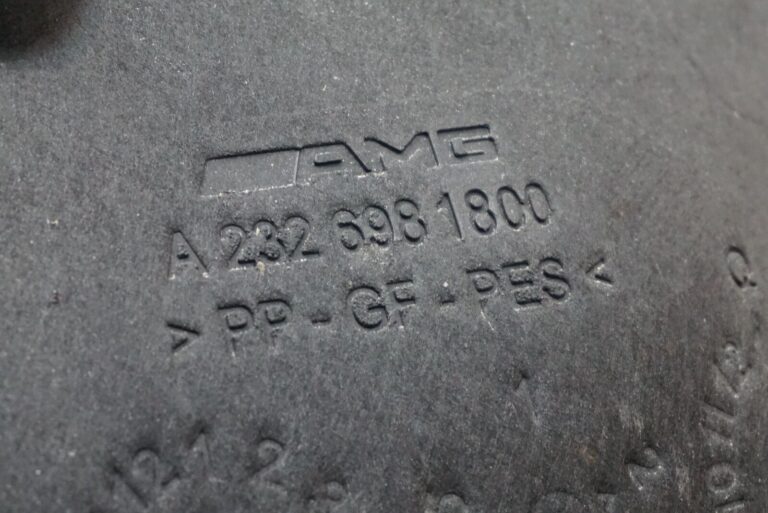 AMG
A 232 698 1800
> PP - GF - PES <